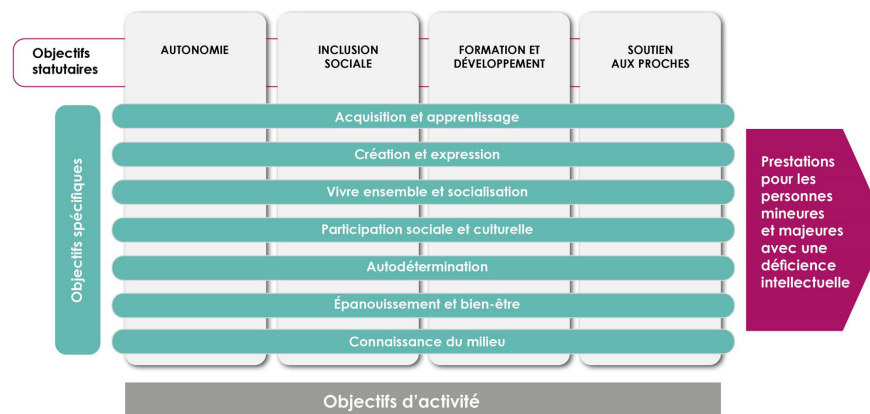 Objectifs
statutaires
AUTONOMIE
INCLUSION
SOCIALE
FORMATION ET
DÉVELOPPEMENT
SOUTIEN
AUX PROCHES
Objectifs spécifiques
Acquisition et apprentissage
Création et expression
Vivre ensemble et socialisation
Participation sociale et culturelle
Autodétermination
Épanouissement et bien-être
Connaissance du milieu
Prestations
pour les
personnes
mineures
et majeures
avec une
déficience
intellectuelle
Objectifs d’activité